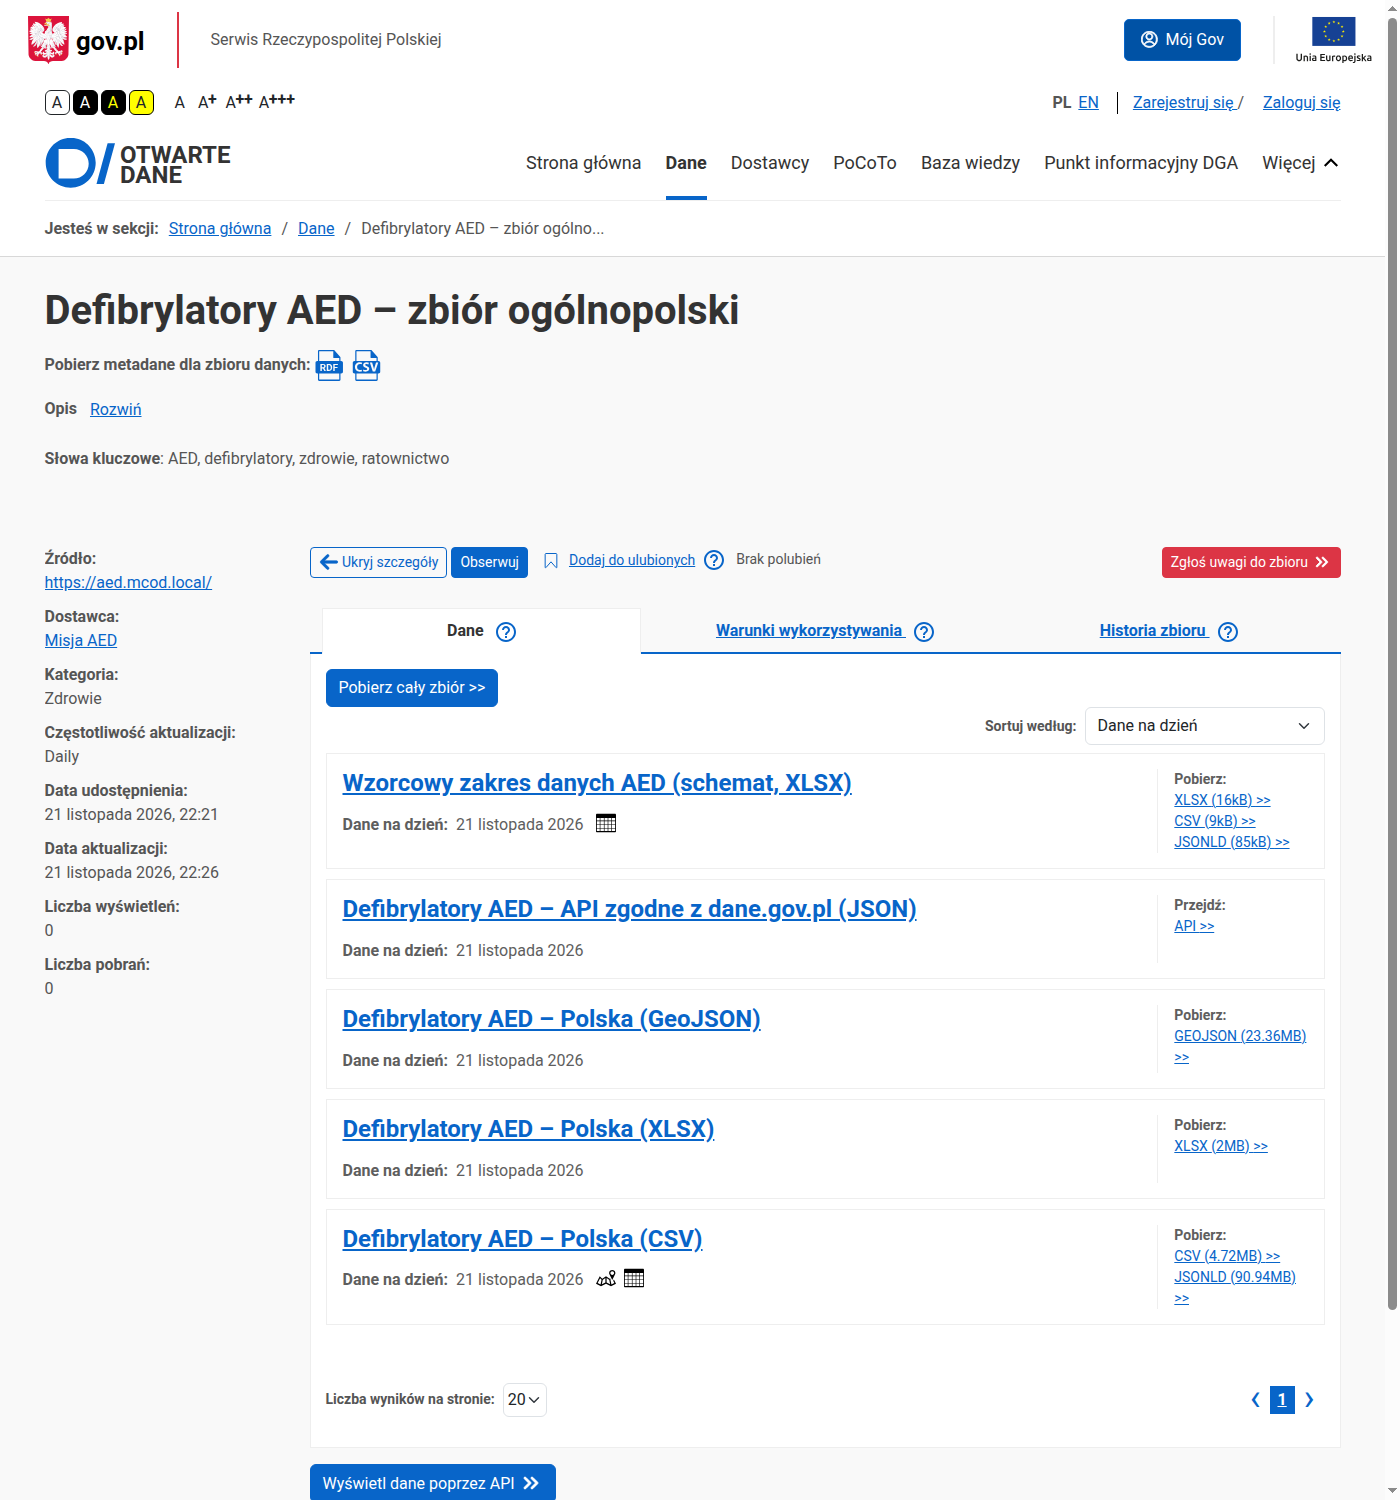 gov.pl
Serwis Rzeczypospolitej Polskiej
Mój Gov
Unia Europejska
A A A A A A+ A++ A+++
PL EN Zarejestruj się / Zaloguj się
D/ OTWARTE DANE
Strona główna Dane Dostawcy PoCoTo Baza wiedzy Punkt informacyjny DGA Więcej
Jesteś w sekcji: Strona główna / Dane / Defibrylatory AED – zbiór ogólno...
Defibrylatory AED – zbiór ogólnopolski
Pobierz metadane dla zbioru danych: RDF CSV
Opis Rozwiń
Słowa kluczowe: AED, defibrylatory, zdrowie, ratownictwo
Źródło:
https://aed.mcod.local/
Dostawca:
Misja AED
Kategoria:
Zdrowie
Częstotliwość aktualizacji:
Daily
Data udostępnienia:
21 listopada 2026, 22:21
Data aktualizacji:
21 listopada 2026, 22:26
Liczba wyświetleń:
0
Liczba pobrań:
0
Ukryj szczegóły Obserwuj Dodaj do ulubionych ? Brak polubień Zgłoś uwagi do zbioru
Dane ? Warunki wykorzystywania ? Historia zbioru ?
Pobierz cały zbiór >>
Sortuj według: Dane na dzień
Wzorcowy zakres danych AED (schemat, XLSX)
Dane na dzień: 21 listopada 2026
Pobierz:
XLSX (16kB) >>
CSV (9kB) >>
JSONLD (85kB) >>
Defibrylatory AED – API zgodne z dane.gov.pl (JSON)
Dane na dzień: 21 listopada 2026
Przejdź:
API >>
Defibrylatory AED – Polska (GeoJSON)
Dane na dzień: 21 listopada 2026
Pobierz:
GEOJSON (23.36MB)
>>
Defibrylatory AED – Polska (XLSX)
Dane na dzień: 21 listopada 2026
Pobierz:
XLSX (2MB) >>
Defibrylatory AED – Polska (CSV)
Dane na dzień: 21 listopada 2026
Pobierz:
CSV (4.72MB) >>
JSONLD (90.94MB)
>>
Liczba wyników na stronie: 20
1
Wyświetl dane poprzez API